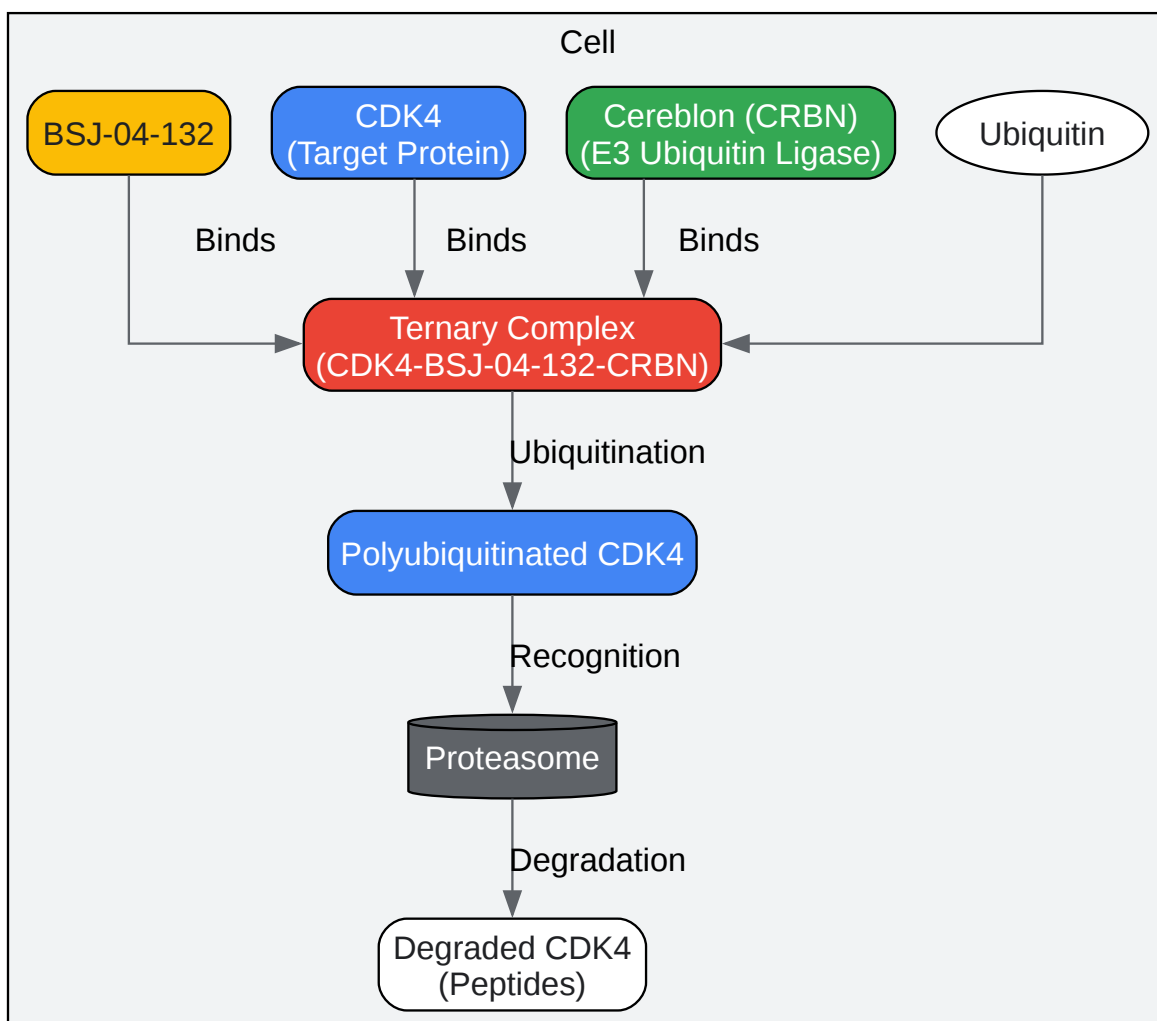 Cell
BSJ-04-132
CDK4
(Target Protein)
Cereblon (CRBN)
(E3 Ubiquitin Ligase)
Ubiquitin
Binds
Binds
Binds
Ternary Complex
(CDK4-BSJ-04-132-CRBN)
Ubiquitination
Polyubiquitinated CDK4
Recognition
Proteasome
Degradation
Degraded CDK4
(Peptides)